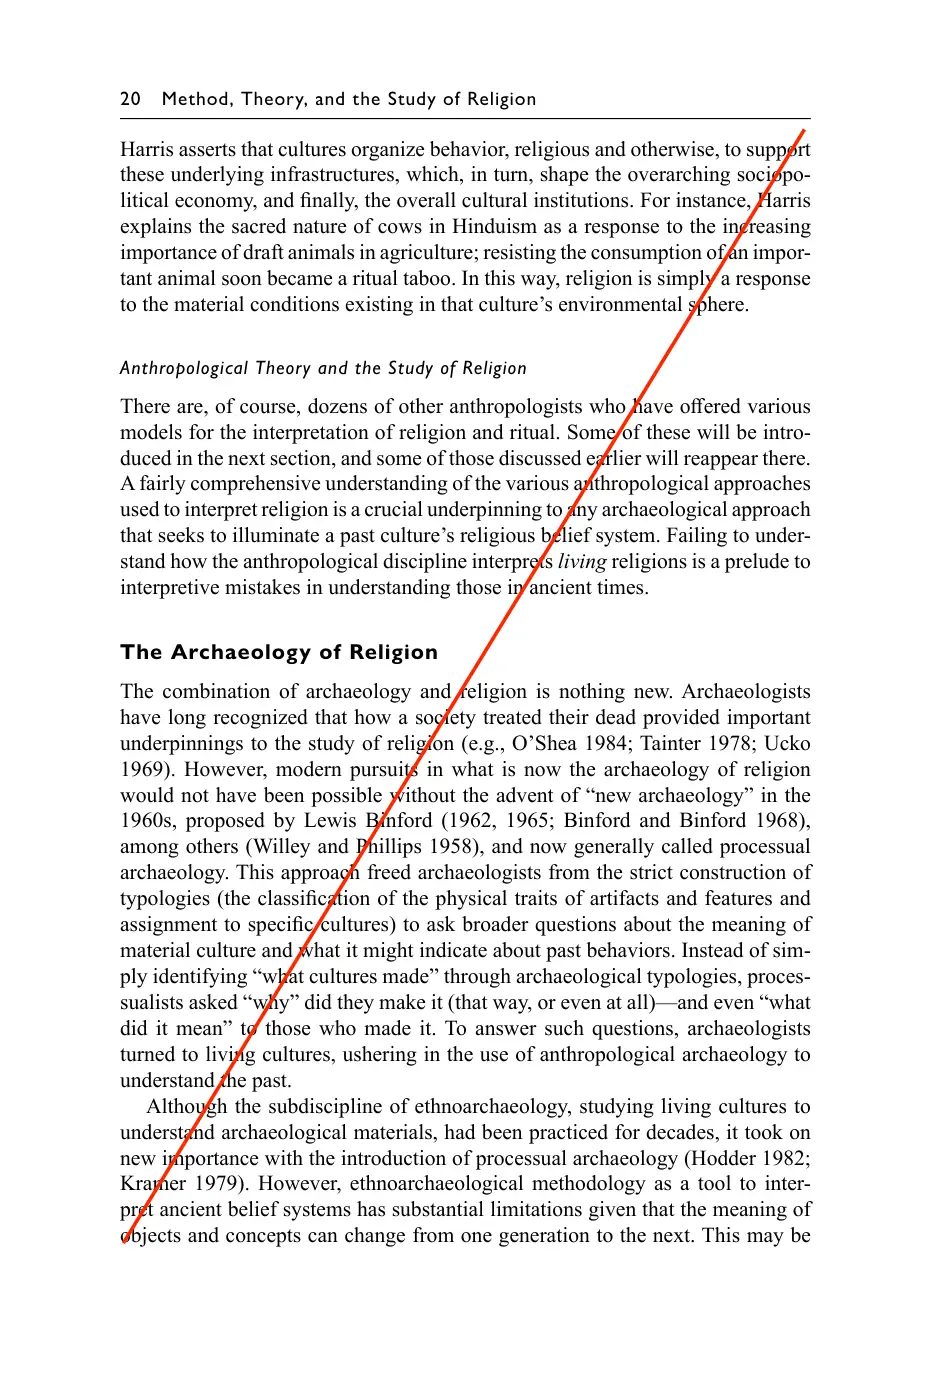 20 Method, Theory, and the Study of Religion
Harris asserts that cultures organize behavior, religious and otherwise, to support
these underlying infrastructures, which, in turn, shape the overarching sociopo-
litical economy, and finally, the overall cultural institutions. For instance, Harris
explains the sacred nature of cows in Hinduism as a response to the increasing
importance of draft animals in agriculture; resisting the consumption of an impor-
tant animal soon became a ritual taboo. In this way, religion is simply a response
to the material conditions existing in that culture’s environmental sphere.
Anthropological Theory and the Study of Religion
There are, of course, dozens of other anthropologists who have offered various
models for the interpretation of religion and ritual. Some of these will be intro-
duced in the next section, and some of those discussed earlier will reappear there.
A fairly comprehensive understanding of the various anthropological approaches
used to interpret religion is a crucial underpinning to any archaeological approach
that seeks to illuminate a past culture’s religious belief system. Failing to under-
stand how the anthropological discipline interprets living religions is a prelude to
interpretive mistakes in understanding those in ancient times.
The Archaeology of Religion
The combination of archaeology and religion is nothing new. Archaeologists
have long recognized that how a society treated their dead provided important
underpinnings to the study of religion (e.g., O’Shea 1984; Tainter 1978; Ucko
1969). However, modern pursuits in what is now the archaeology of religion
would not have been possible without the advent of “new archaeology” in the
1960s, proposed by Lewis Binford (1962, 1965; Binford and Binford 1968),
among others (Willey and Phillips 1958), and now generally called processual
archaeology. This approach freed archaeologists from the strict construction of
typologies (the classification of the physical traits of artifacts and features and
assignment to specific cultures) to ask broader questions about the meaning of
material culture and what it might indicate about past behaviors. Instead of sim-
ply identifying “what cultures made” through archaeological typologies, proces-
sualists asked “why” did they make it (that way, or even at all)—and even “what
did it mean” to those who made it. To answer such questions, archaeologists
turned to living cultures, ushering in the use of anthropological archaeology to
understand the past.
Although the subdiscipline of ethnoarchaeology, studying living cultures to
understand archaeological materials, had been practiced for decades, it took on
new importance with the introduction of processual archaeology (Hodder 1982;
Kramer 1979). However, ethnoarchaeological methodology as a tool to inter-
pret ancient belief systems has substantial limitations given that the meaning of
objects and concepts can change from one generation to the next. This may be